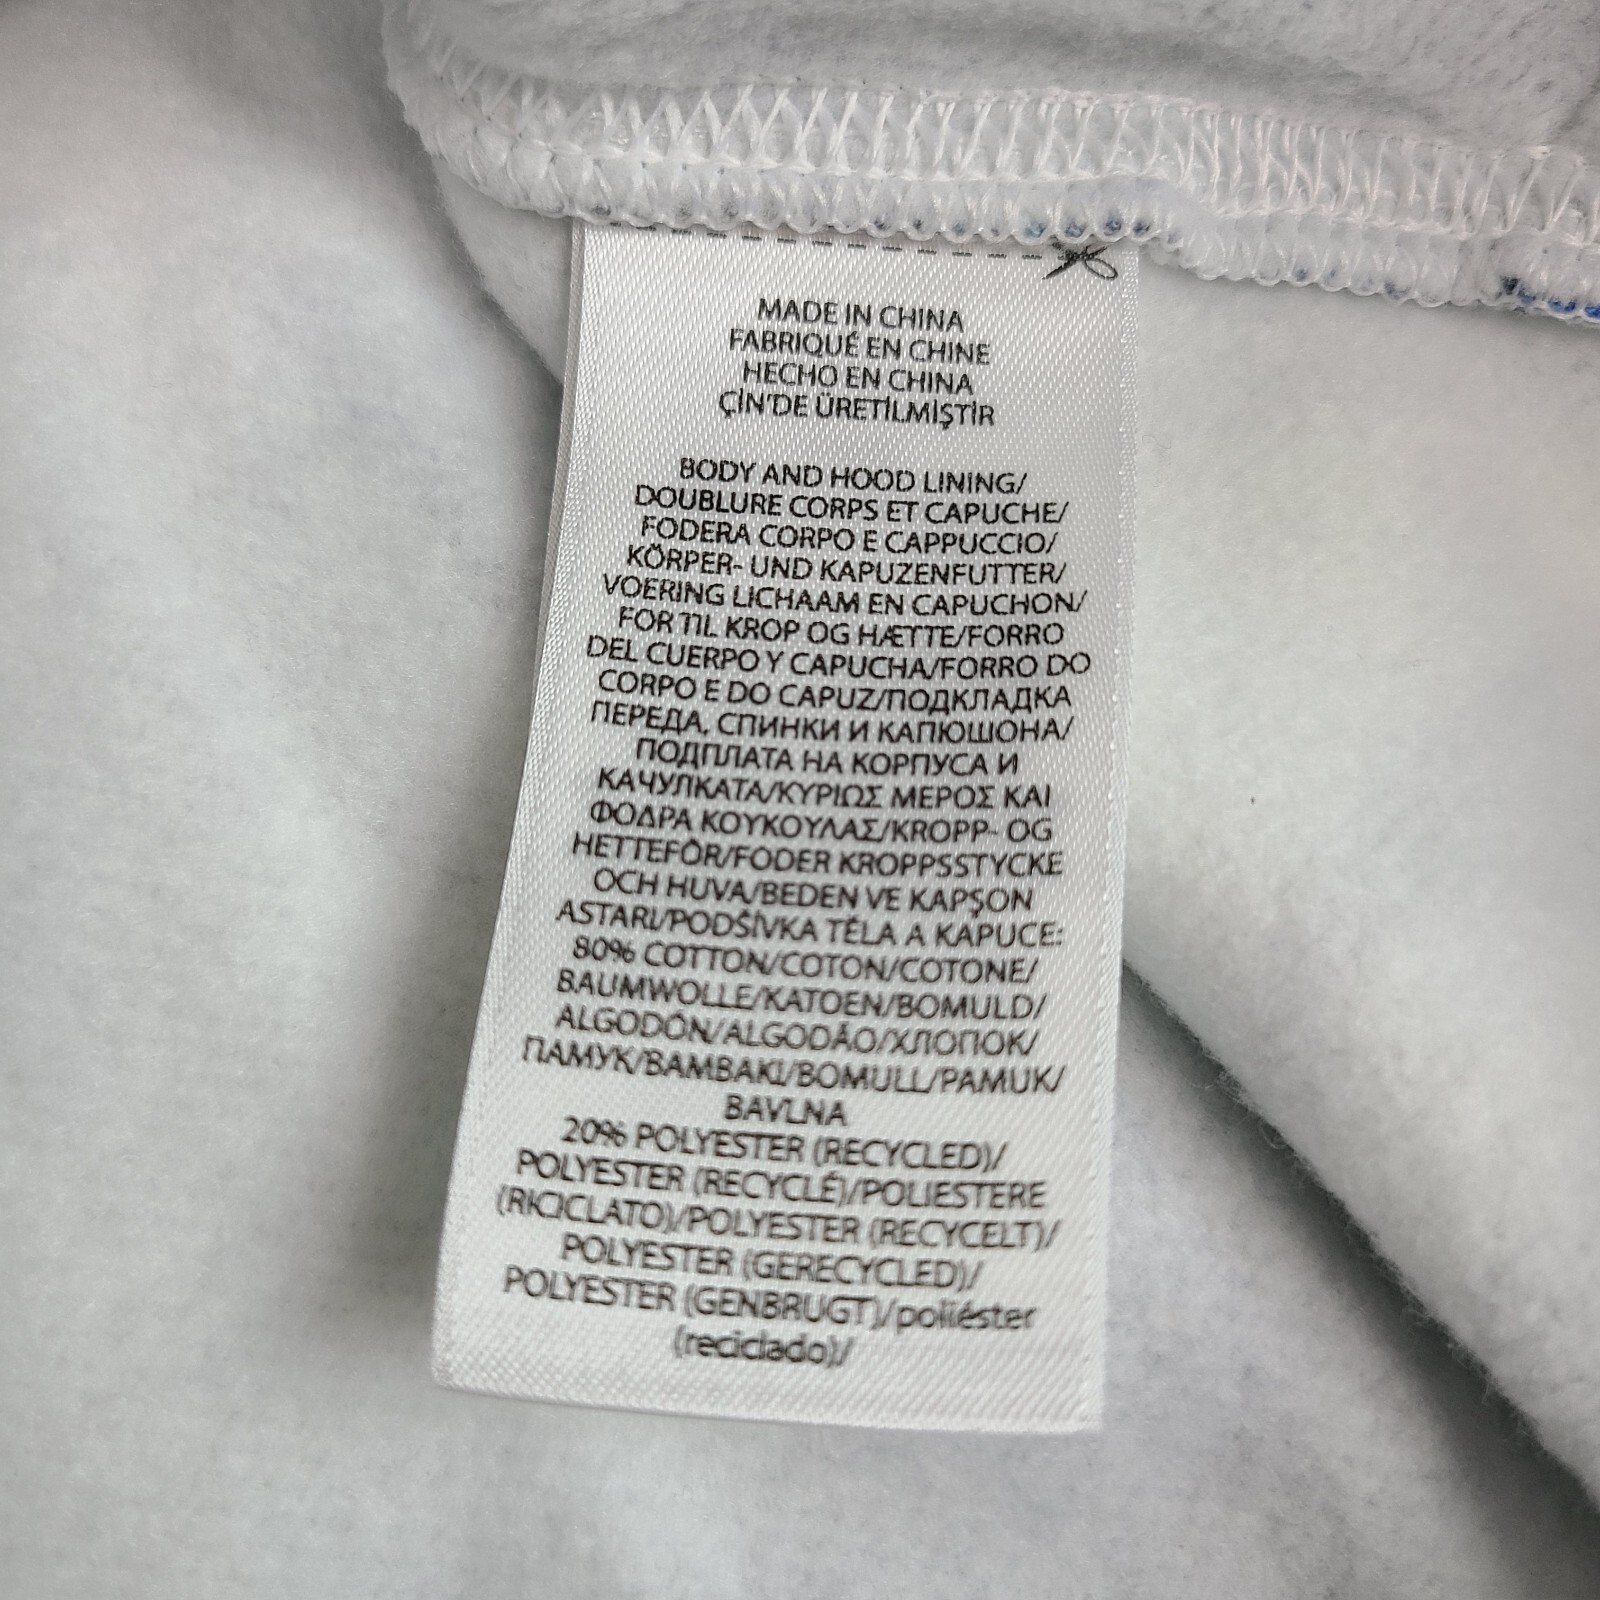 MADE IN CHINA
FABRIQUÉ EN CHINE
HECHO EN CHINA
ÇİN'DE ÜRETİLMİŞTİR
BODY AND HOOD LINING/
DOUBLURE CORPS ET CAPUCHE/
FODERA CORPO E CAPPUCCIO/
KÖRPER- UND KAPUZENFUTTER/
VOERING LICHAAM EN CAPUCHON/
FOR TIL KROP OG HÆTTE/FORRO
DEL CUERPO Y CAPUCHA/FORRO DO
CORPO E DO CAPUZ/ПОДКЛАДКА
ПЕРЕДА, СПИНКИ И КАПЮШОНА/
ПОДПЛАТА НА КОРПУСА И
КАЧУЛКАТА/ΚΥΡΙΩΣ ΜΕΡΟΣ ΚΑΙ
ΦΟΔΡΑ ΚΟΥΚΟΥΛΑΣ/KROPP- OG
HETTEFÔR/FODER KROPPSSTYCKE
OCH HUVA/BEDEN VE KAPŞON
ASTARI/PODŠÍVKA TĚLA A KAPUCE:
80% COTTON/COTON/COTONE/
BAUMWOLLE/KATOEN/BOMULD/
ALGODÓN/ALGODÃO/ХЛОПОК/
ПАМУК/ΒΑΜΒΑΚΙ/BOMULL/PAMUK/
BAVLNA
20% POLYESTER (RECYCLED)/
POLYESTER (RECYCLÉ)/POLIESTERE
(RICICLATO)/POLYESTER (RECYCELT)/
POLYESTER (GERECYCLED)/
POLYESTER (GENBRUGT)/poliéster
(reciclado)/